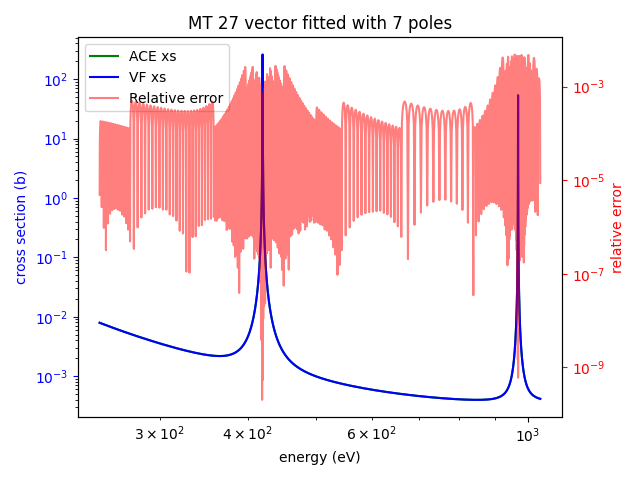 MT 27 vector fitted with 7 poles
ACE xs
VF xs
Relative error
cross section (b)
10²
10¹
10⁰
10⁻¹
10⁻²
10⁻³
10⁻³
10⁻⁵
10⁻⁷
10⁻⁹
relative error
3 × 10² 4 × 10² 6 × 10² 10³
energy (eV)